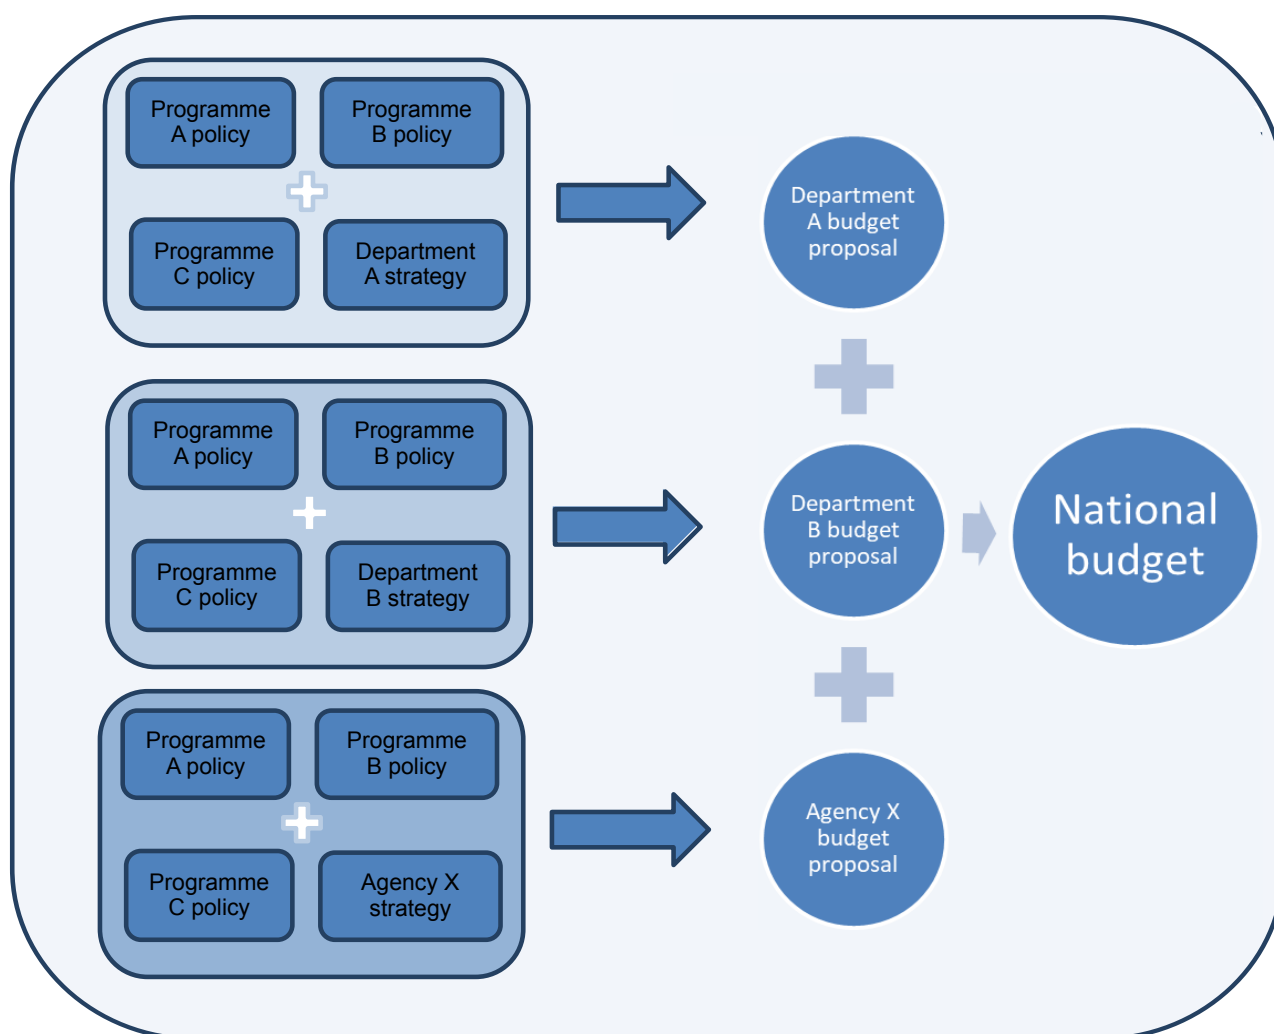 Programme
A policy
Programme
B policy
Programme
C policy
Department
A strategy
Department
A budget
proposal
Programme
A policy
Programme
B policy
Programme
C policy
Department
B strategy
Department
B budget
proposal
National
budget
Programme
A policy
Programme
B policy
Programme
C policy
Agency X
strategy
Agency X
budget
proposal